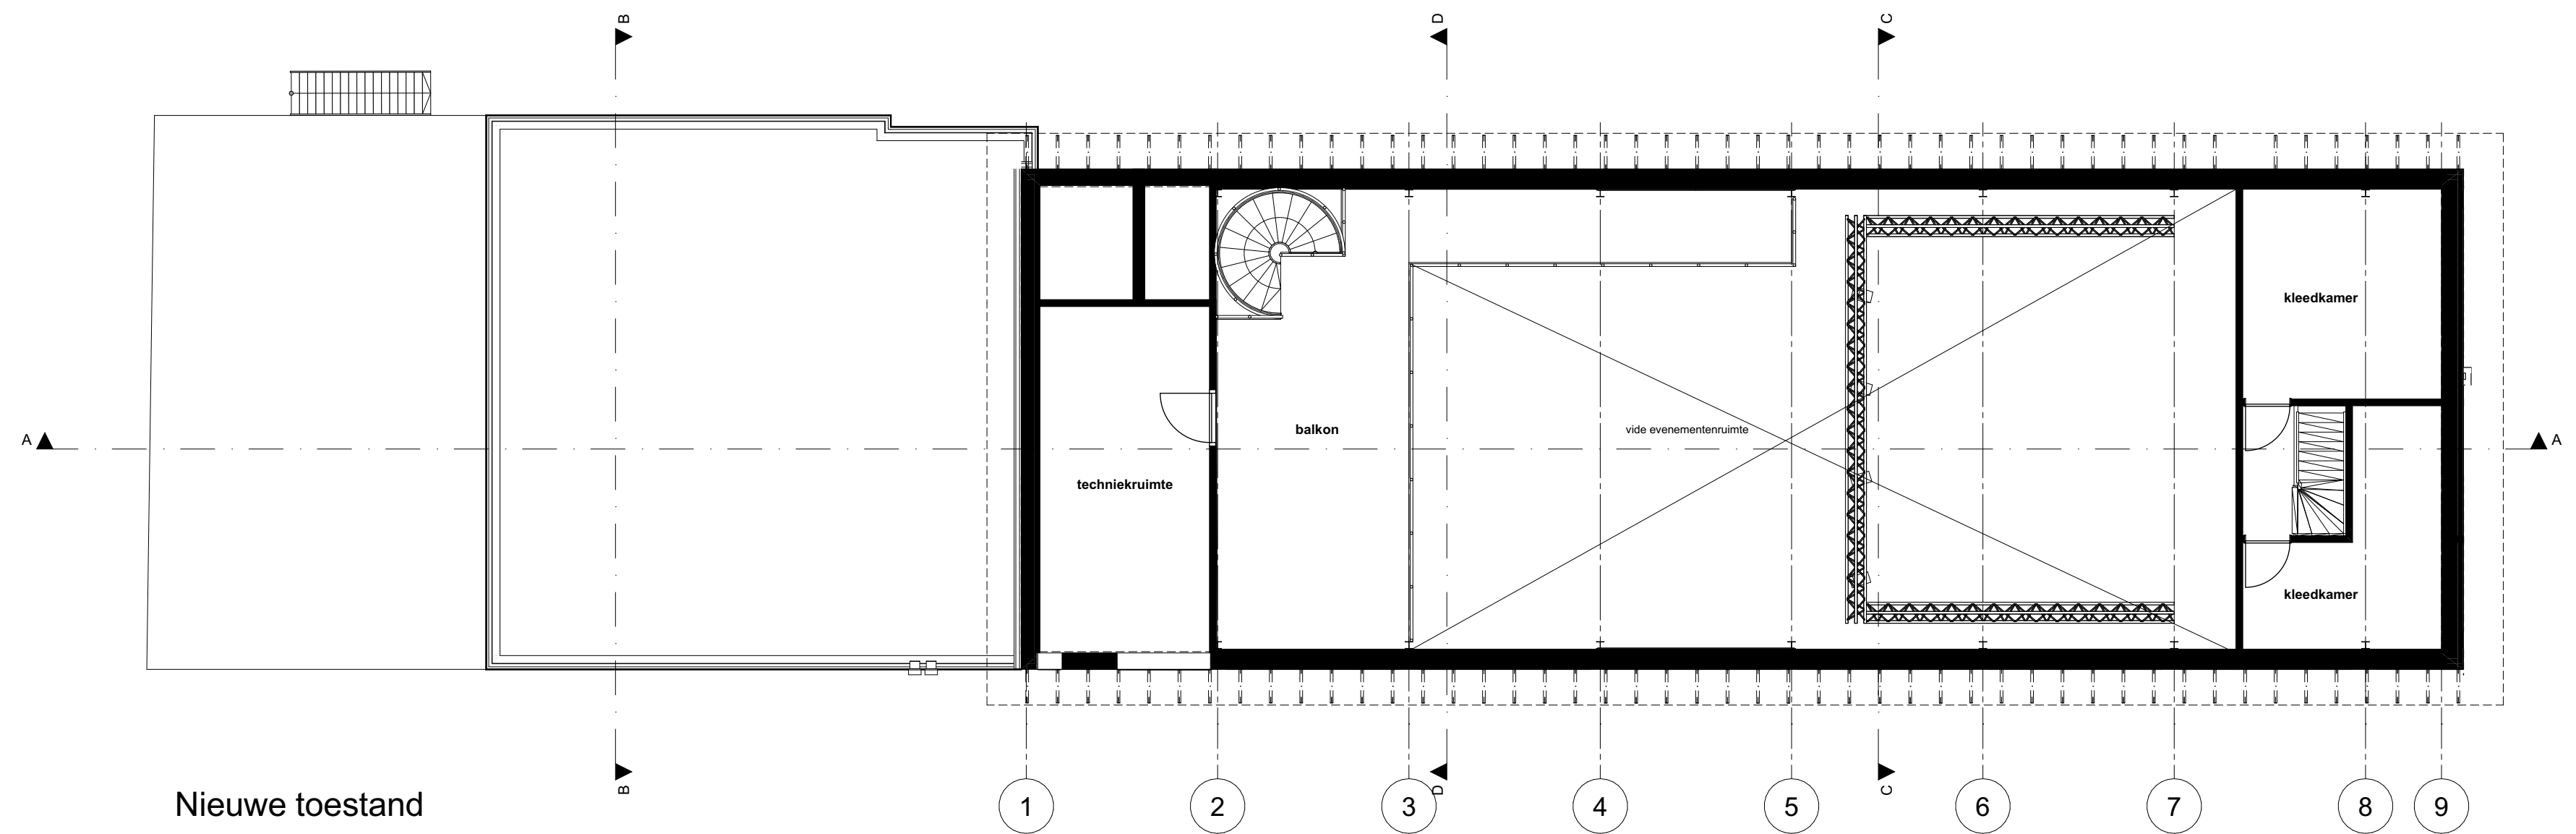 B
D
C
kleedkamer
balkon
vide evenementenruimte
A
A
techniekruimte
kleedkamer
B
D
C
Nieuwe toestand
1
2
3
4
5
6
7
8
9